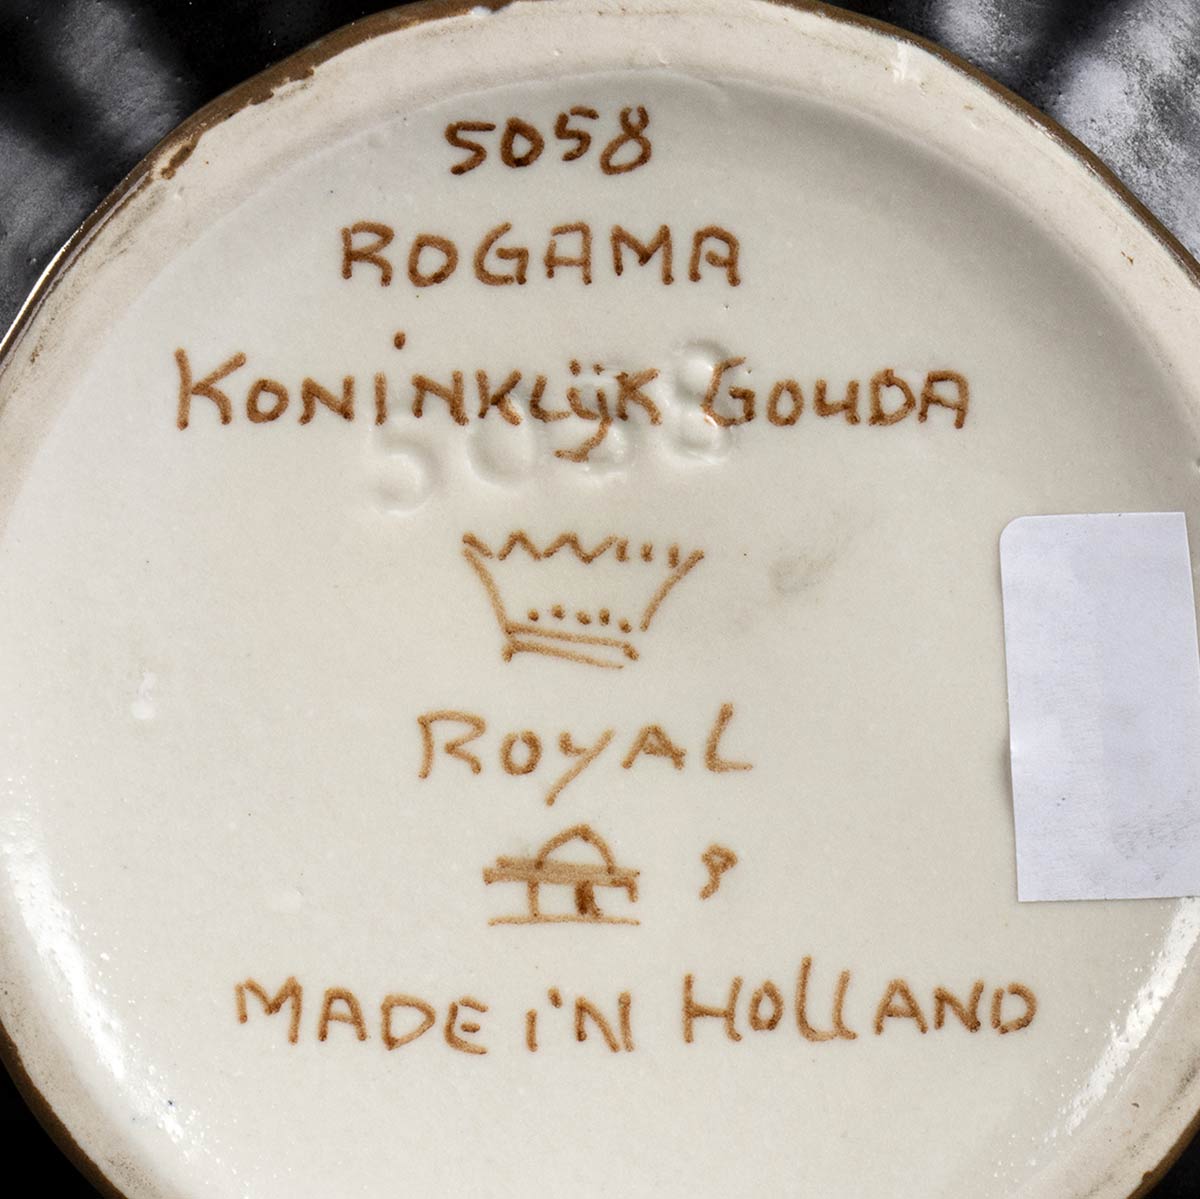 5058
ROGAMA
KONINKLIJK GOUDA
5058
ROYAL
MADE IN HOLLAND